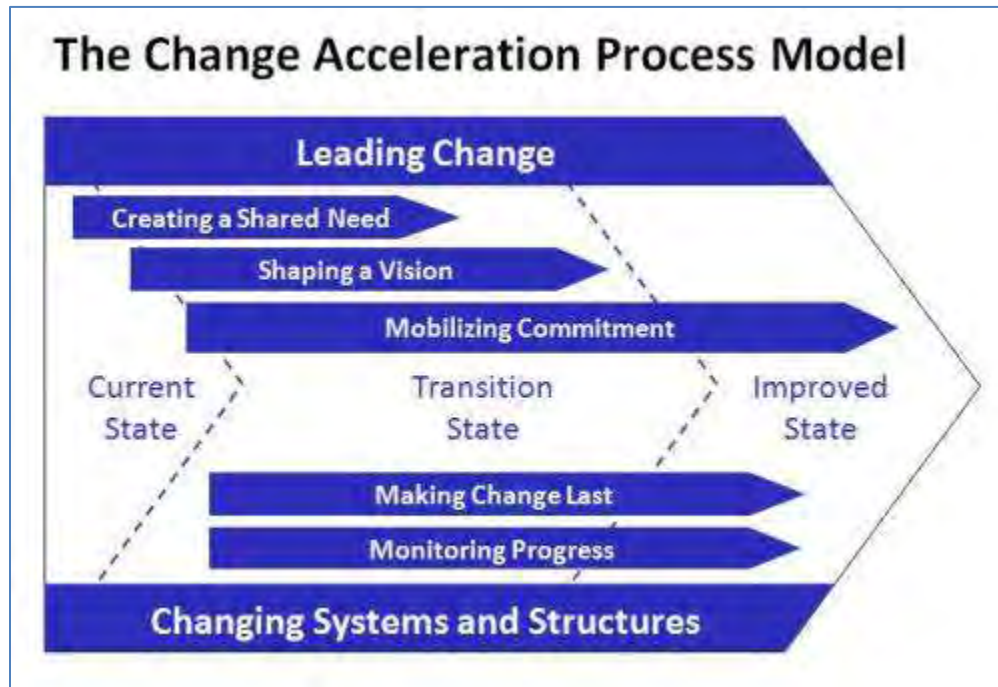 The Change Acceleration Process Model
Leading Change
Creating a Shared Need
Shaping a Vision
Mobilizing Commitment
Current
State
Transition
State
Improved
State
Making Change Last
Monitoring Progress
Changing Systems and Structures